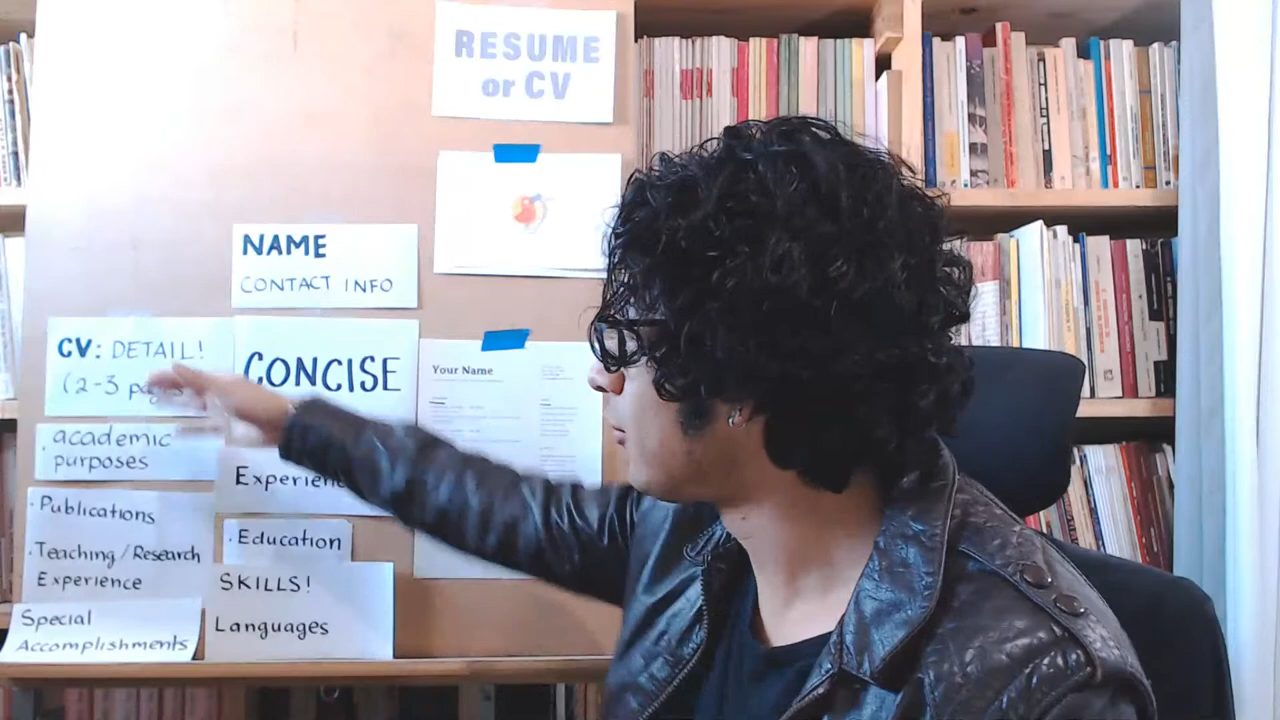 RESUME
or CV
NAME
CONTACT INFO
CV: DETAIL!
(2-3
CONCISE
Your Name
academic
purposes
· Publications
· Teaching/Research
Experience
Special
Accomplishments
· Education
SKILLS!
Languages